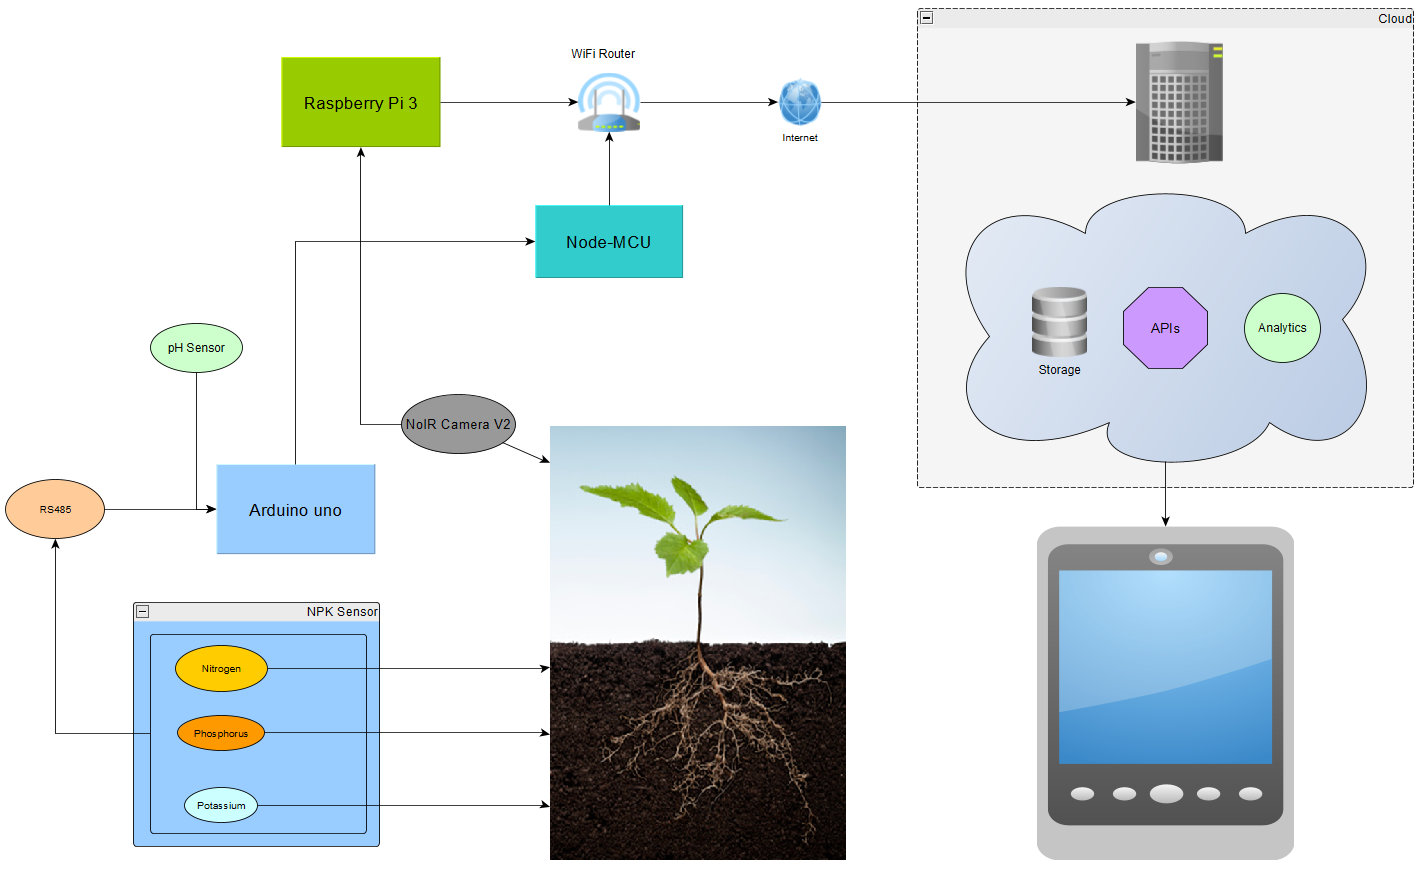 Cloud
WiFi Router
Raspberry Pi 3
Internet
Node-MCU
pH Sensor
Storage
APIs
Analytics
NoIR Camera V2
RS485
Arduino uno
NPK Sensor
Nitrogen
Phosphorus
Potassium